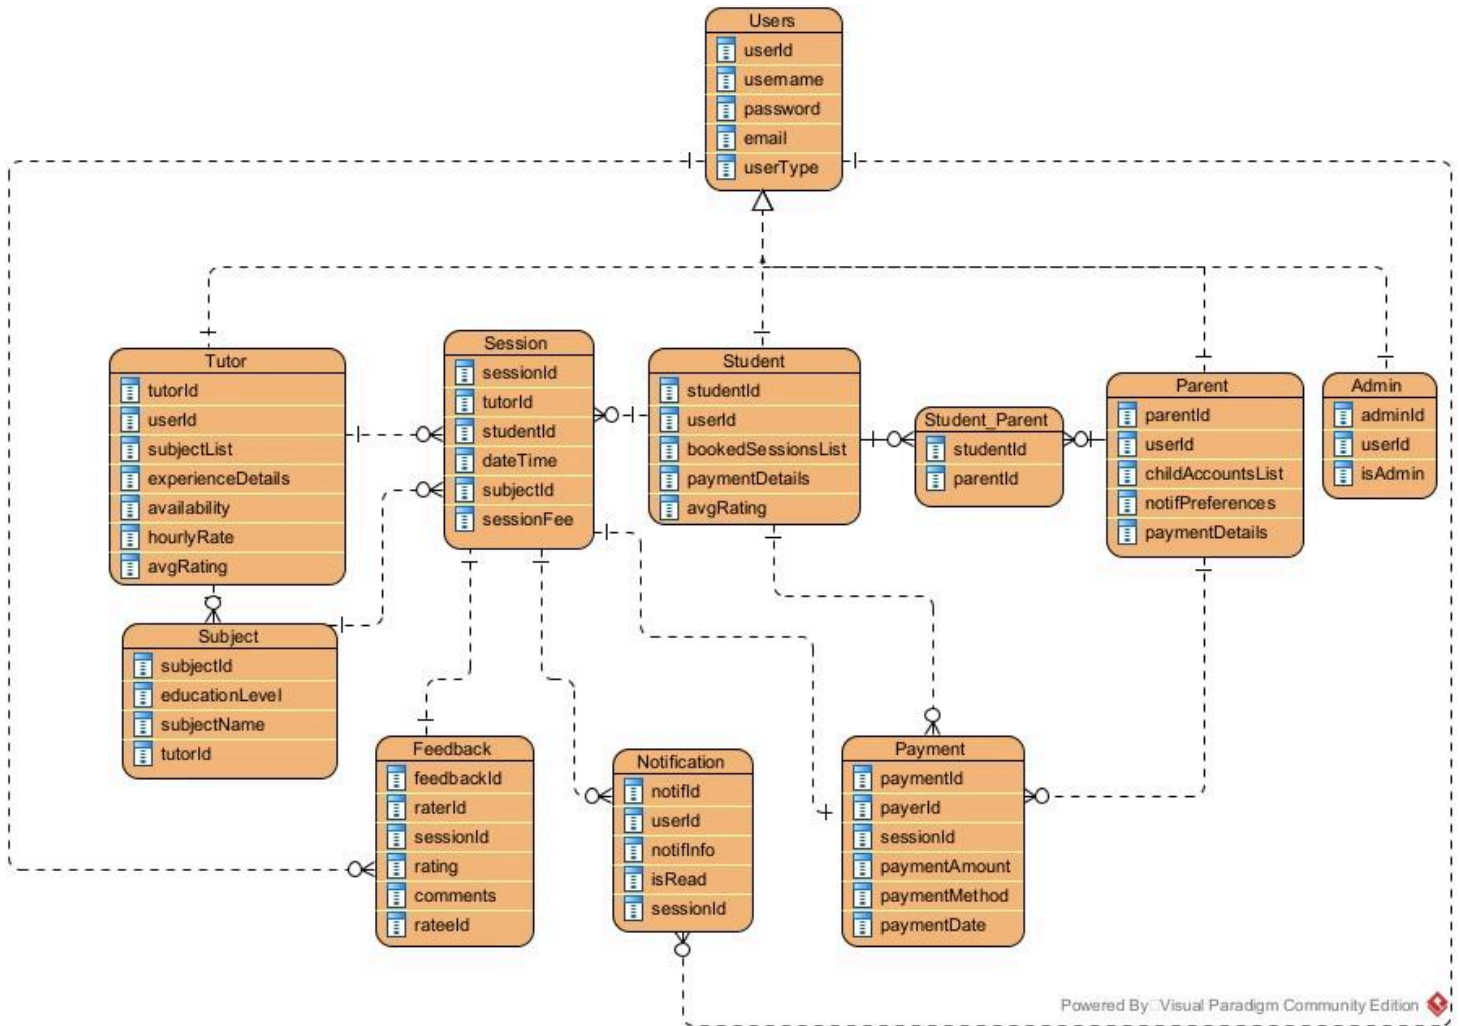 Users
userId
username
password
email
userType
Tutor
tutorId
userId
subjectList
experienceDetails
availability
hourlyRate
avgRating
Session
sessionId
tutorId
studentId
dateTime
subjectId
sessionFee
Student
studentId
userId
bookedSessionsList
paymentDetails
avgRating
Student_Parent
studentId
parentId
Parent
parentId
userId
childAccountsList
notifPreferences
paymentDetails
Admin
adminId
userId
isAdmin
Subject
subjectId
educationLevel
subjectName
tutorId
Feedback
feedbackId
raterId
sessionId
rating
comments
rateeId
Notification
notifId
userId
notifInfo
isRead
sessionId
Payment
paymentId
payerId
sessionId
paymentAmount
paymentMethod
paymentDate
Powered By Visual Paradigm Community Edition